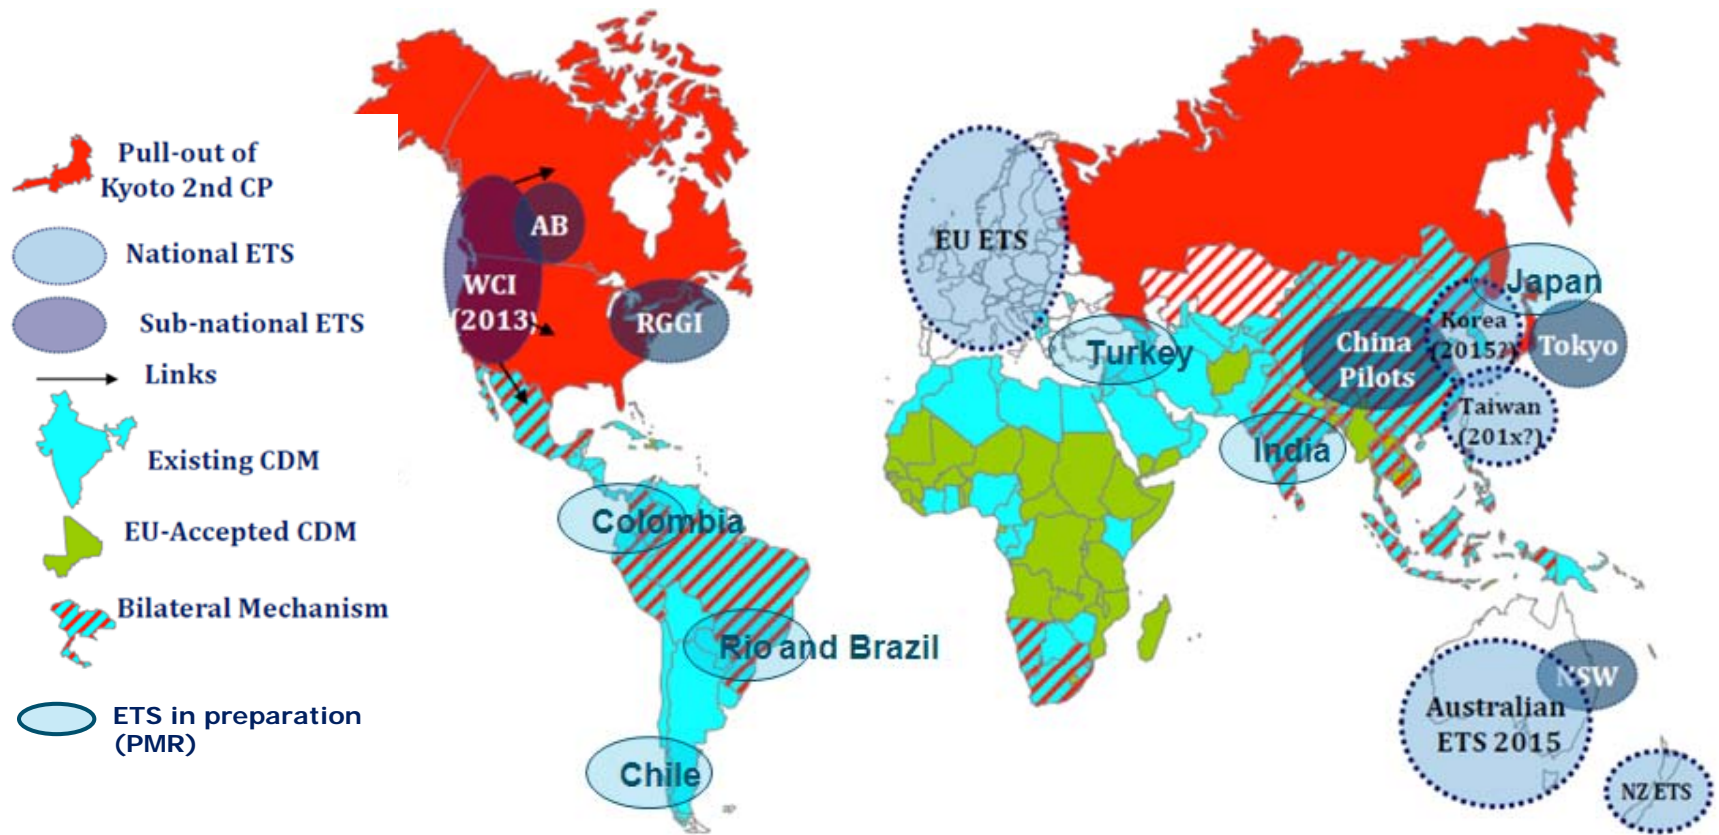 Pull-out of
Kyoto 2nd CP
National ETS
Sub-national ETS
Links
Existing CDM
EU-Accepted CDM
Bilateral Mechanism
ETS in preparation
(PMR)
AB
WCI
(2013)
RGGI
Colombia
Rio and Brazil
Chile
EU ETS
Turkey
India
China
Pilots
Korea
(2015?)
Japan
Tokyo
Taiwan
(201x?)
NSW
Australian
ETS 2015
NZ ETS